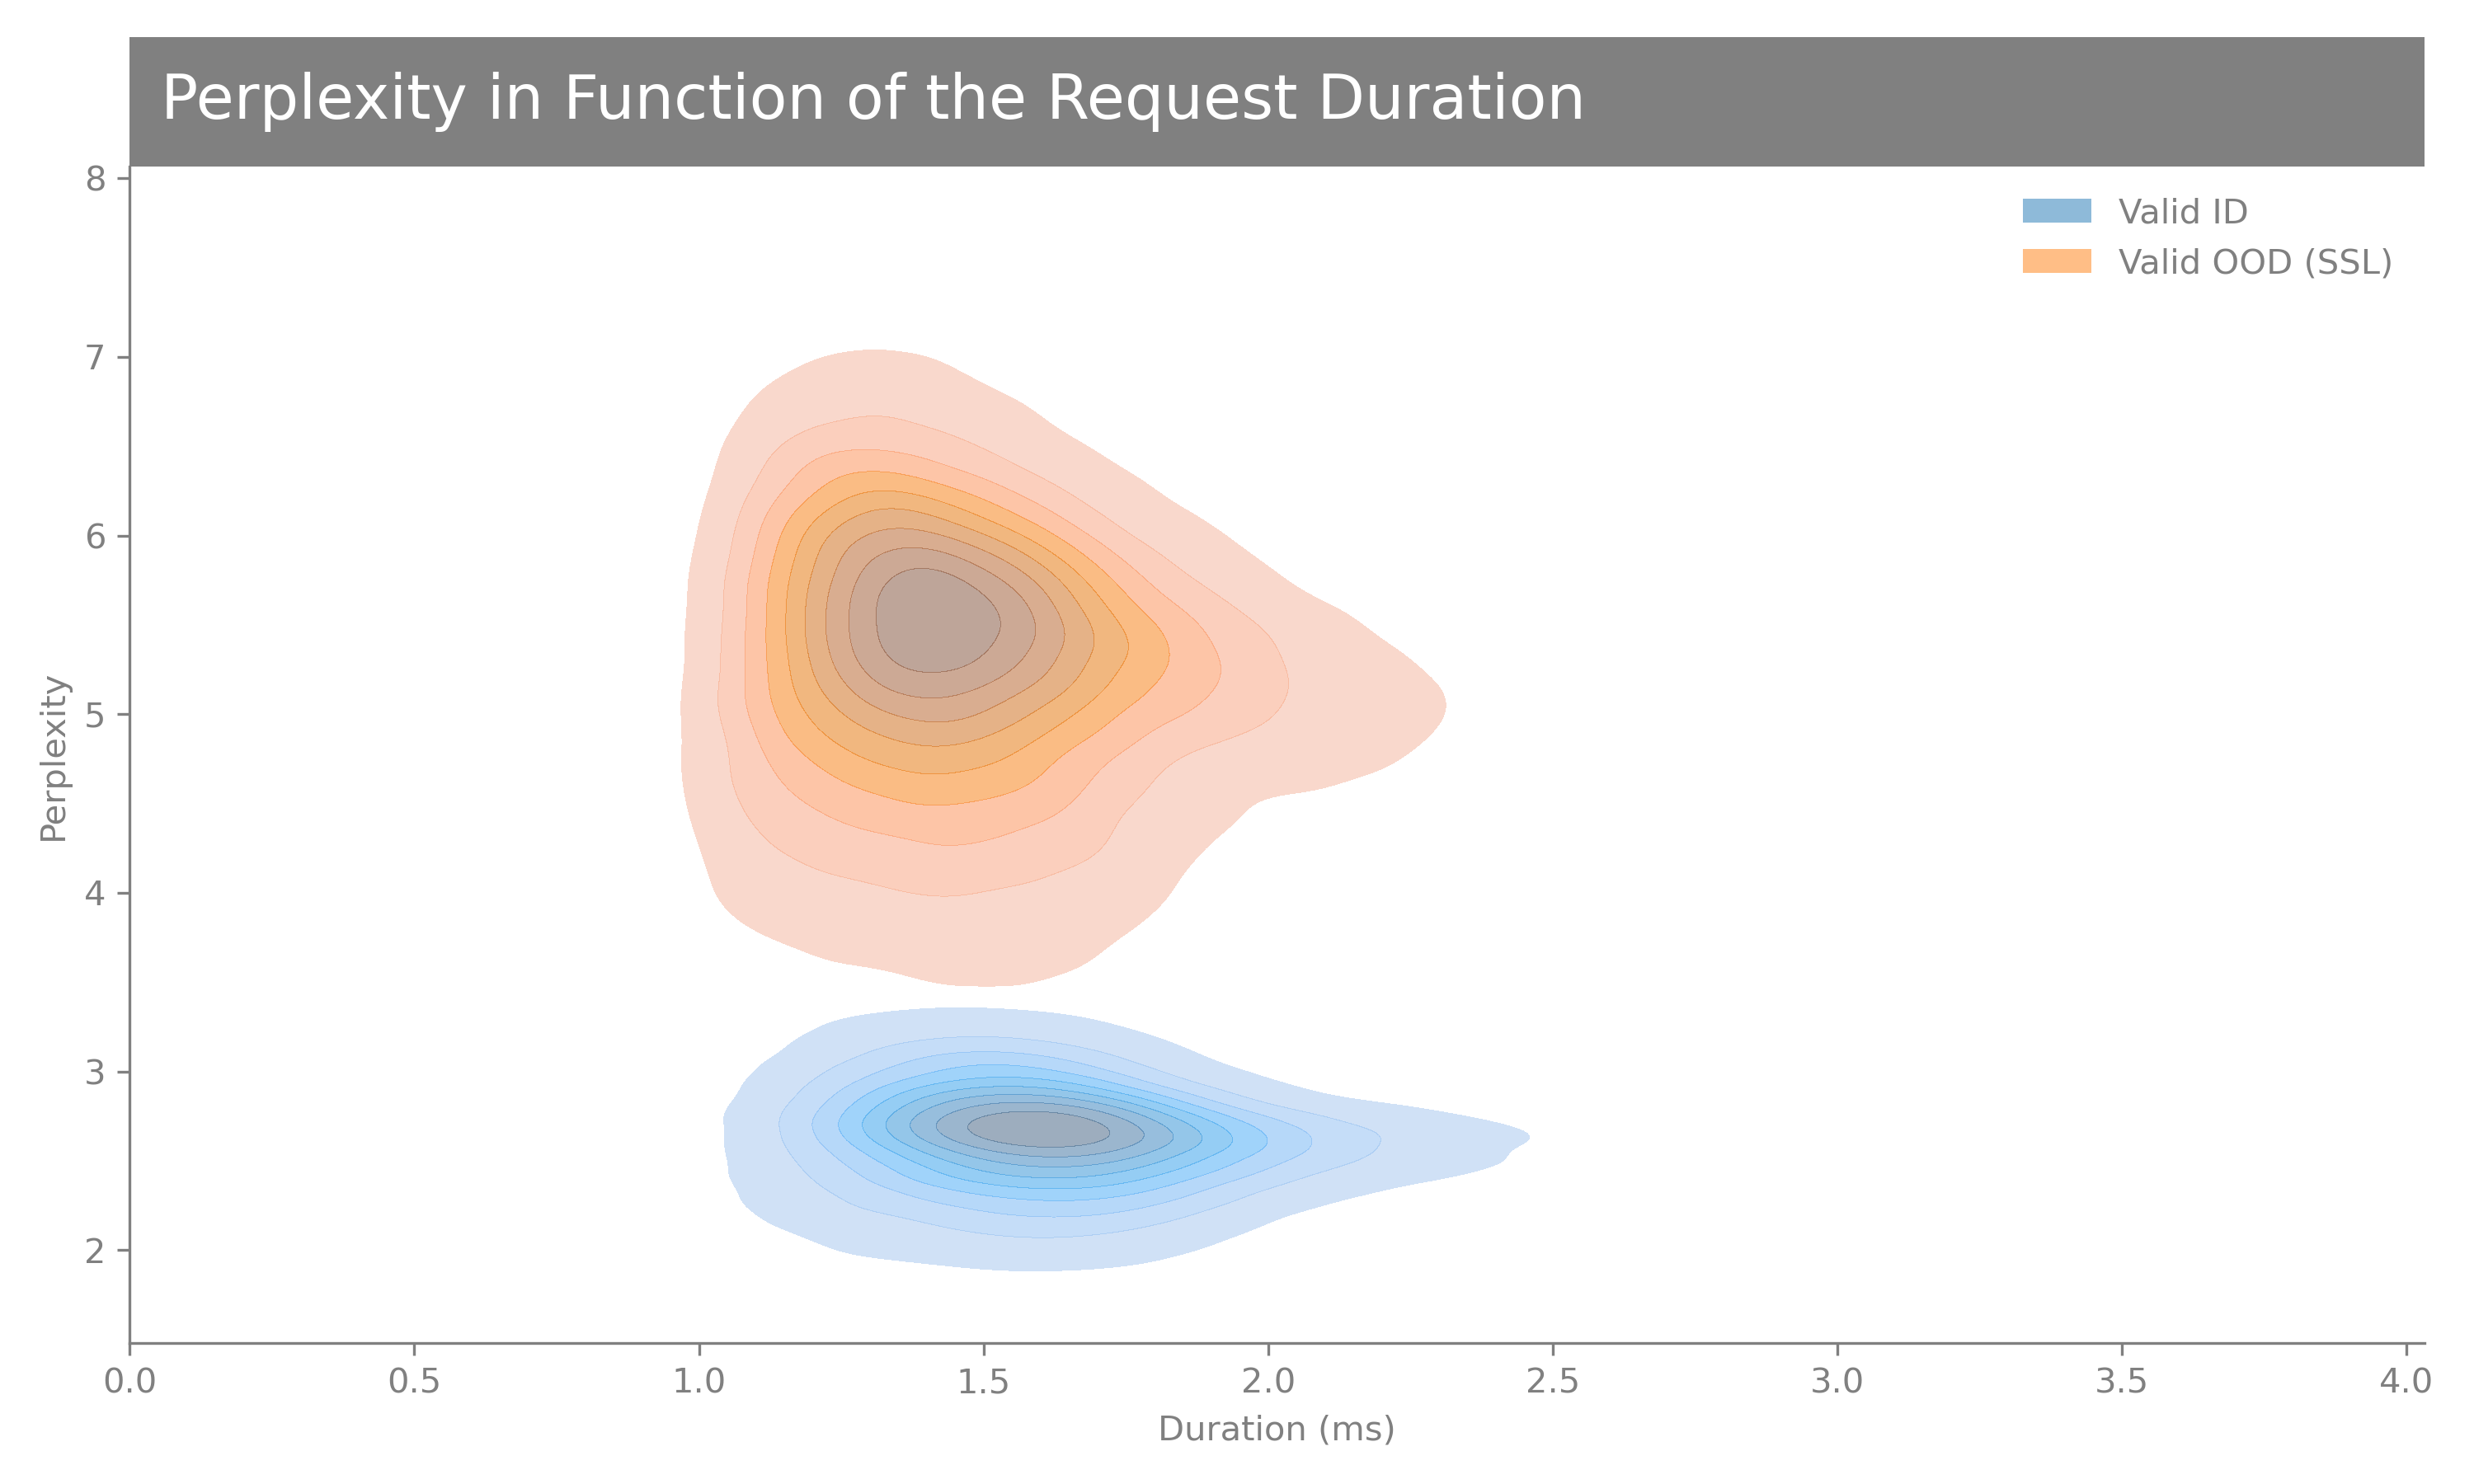 Perplexity in Function of the Request Duration
Valid ID
Valid OOD (SSL)
Perplexity
8
7
6
5
4
3
2
0.0 0.5 1.0 1.5 2.0 2.5 3.0 3.5 4.0
Duration (ms)